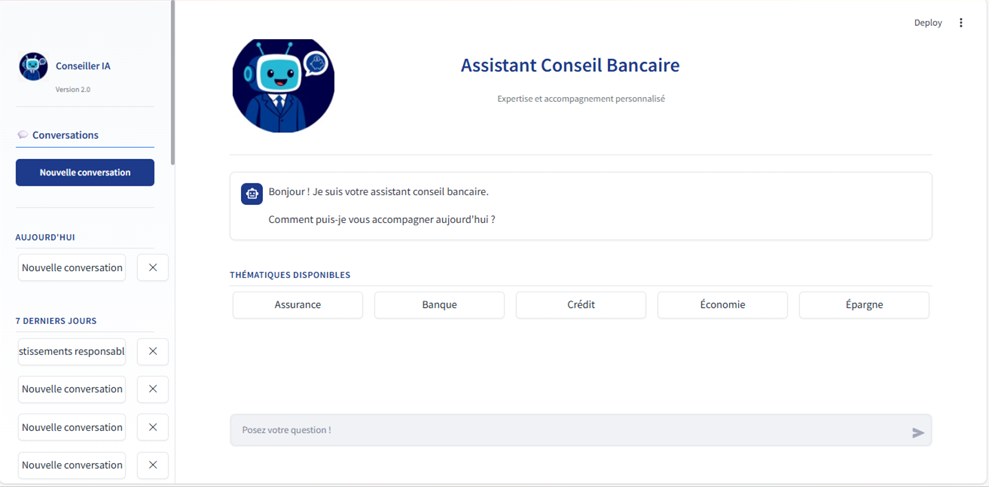 Deploy
Conseiller IA
Version 2.0
Conversations
Nouvelle conversation
AUJOURD'HUI
Nouvelle conversation
7 DERNIERS JOURS
stissements responsabl
Nouvelle conversation
Nouvelle conversation
Nouvelle conversation
Assistant Conseil Bancaire
Expertise et accompagnement personnalisé
Bonjour ! Je suis votre assistant conseil bancaire.
Comment puis-je vous accompagner aujourd'hui ?
THÉMATIQUES DISPONIBLES
Assurance Banque Crédit Économie Épargne
Posez votre question !